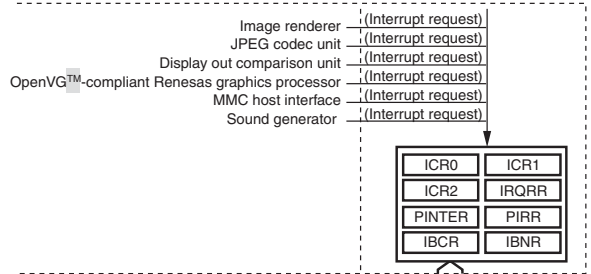 Image renderer (Interrupt request)
JPEG codec unit (Interrupt request)
Display out comparison unit (Interrupt request)
OpenVG™-compliant Renesas graphics processor (Interrupt request)
MMC host interface (Interrupt request)
Sound generator (Interrupt request)
ICR0 ICR1
ICR2 IRQRR
PINTER PIRR
IBCR IBNR